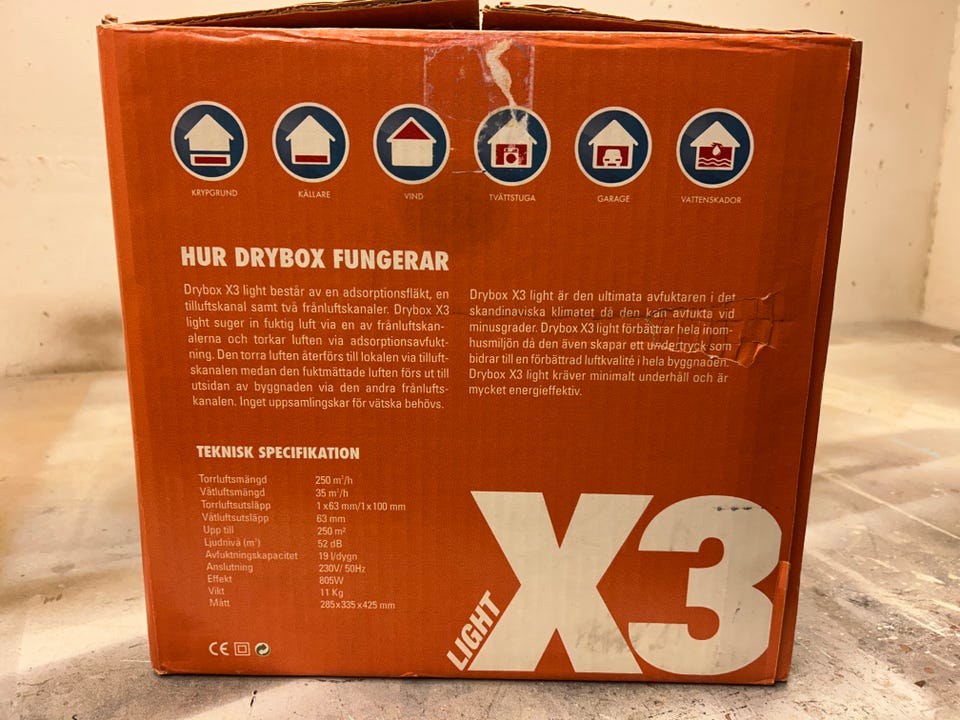 KRYPGRUND
KÄLLARE
VIND
TVÄTTSTUGA
GARAGE
VATTENSKADOR
HUR DRYBOX FUNGERAR
Drybox X3 light består av en adsorptionsfläkt, en
tilluftskanal samt två frånluftskanaler. Drybox X3
light suger in fuktig luft via en av frånluftskan-
alerna och torkar luften via adsorptionsavfukt-
ning. Den torra luften återförs till lokalen via tilluft-
skanalen medan den fuktmättade luften förs ut till
utsidan av byggnaden via den andra frånlufts-
kanalen. Inget uppsamlingskar för vätska behövs.
Drybox X3 light är den ultimata avfuktaren i det
skandinaviska klimatet då den kan avfukta vid
minusgrader. Drybox X3 light förbättrar hela inom-
husmiljön då den även skapar ett undertryck som
bidrar till en förbättrad luftkvalité i hela byggnaden.
Drybox X3 light kräver minimalt underhåll och är
mycket energieffektiv.
TEKNISK SPECIFIKATION
Torrluftsmängd 250 m³/h
Våtluftsmängd 35 m³/h
Torrluftsutsläpp 1 x 63 mm/1 x 100 mm
Våtluftsutsläpp 63 mm
Upp till 250 m²
Ljudnivå (m³) 52 dB
Avfuktningskapacitet 19 l/dygn
Anslutning 230V/ 50Hz
Effekt 805W
Vikt 11 Kg
Mått 285x335x425 mm
CE
LIGHT X3